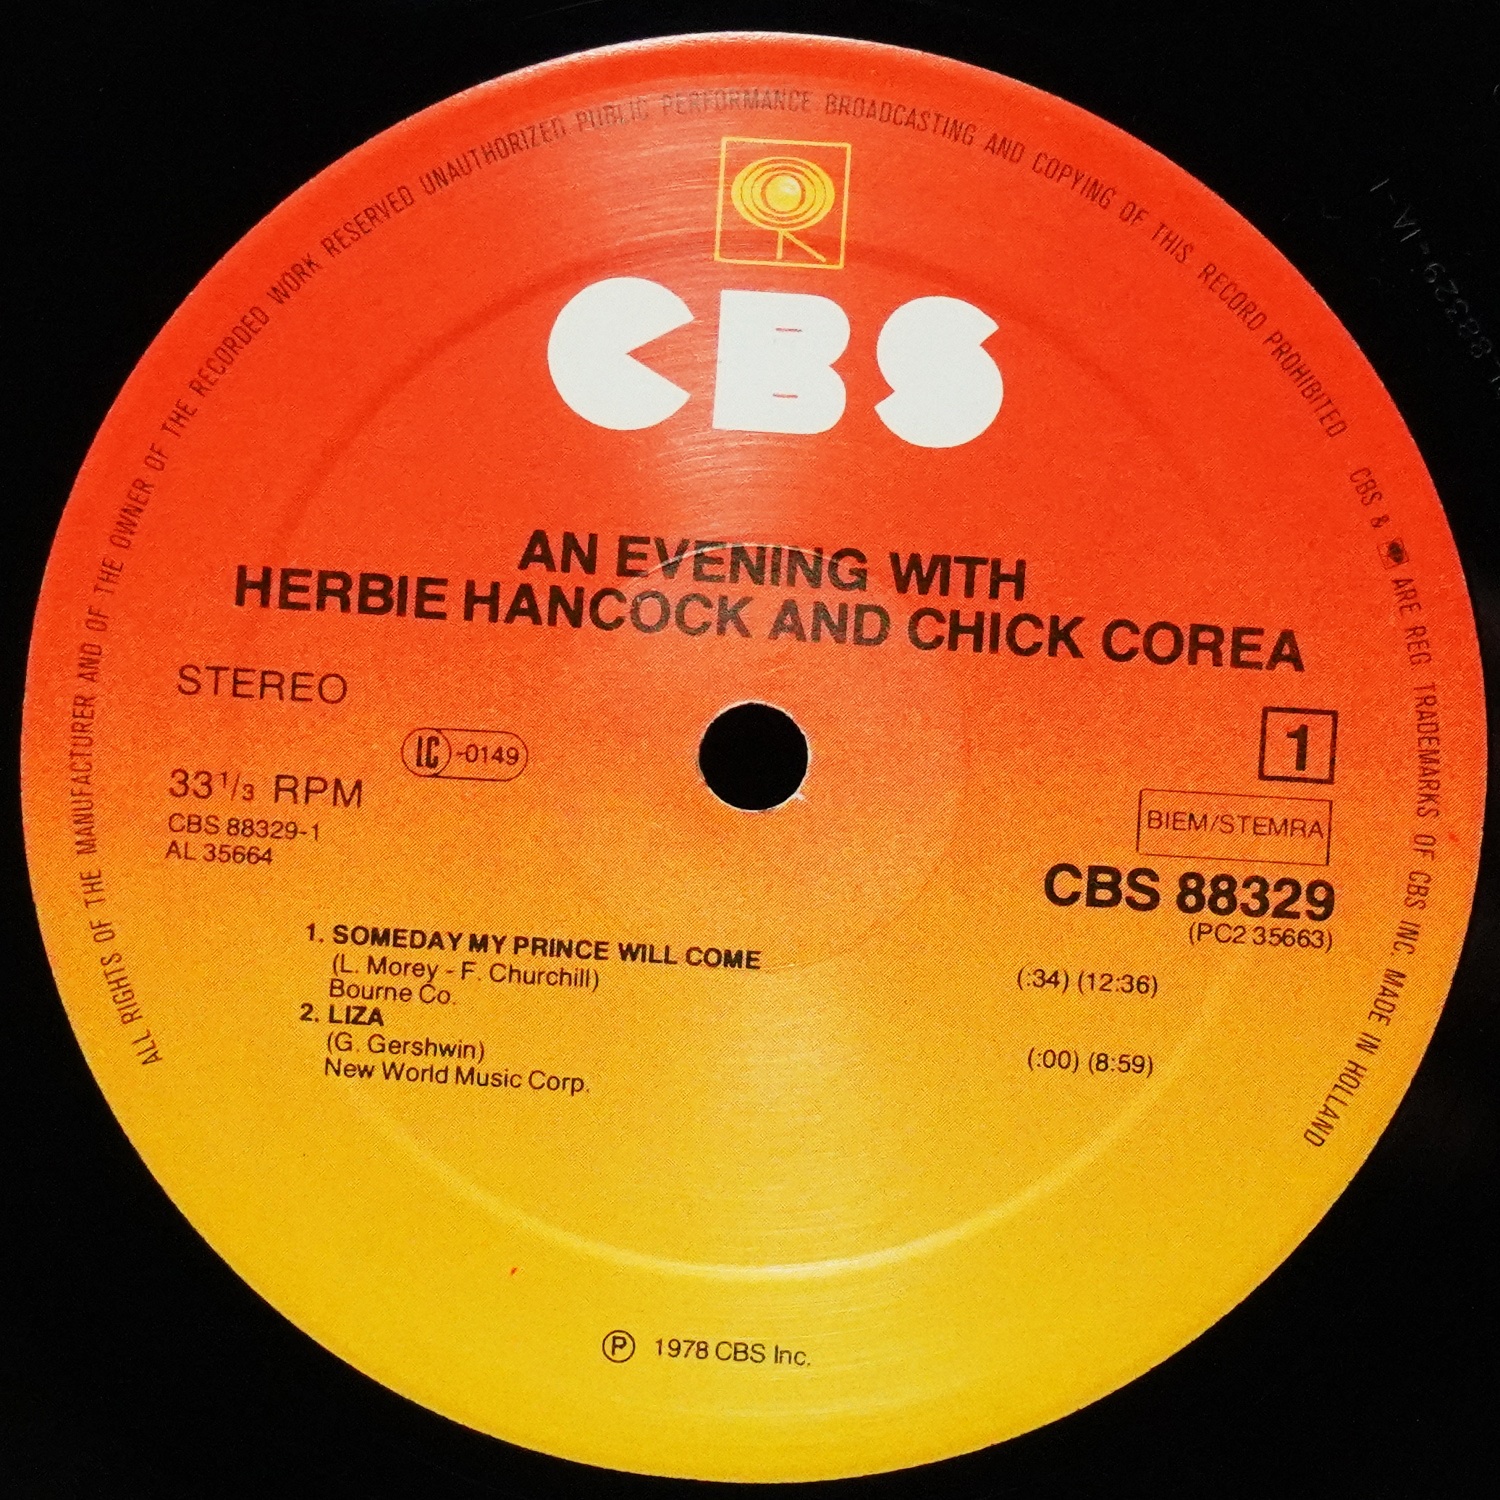 ALL RIGHTS OF THE MANUFACTURER AND OF THE OWNER OF THE RECORDED WORK RESERVED UNAUTHORIZED PUBLIC PERFORMANCE BROADCASTING AND COPYING OF THIS RECORD PROHIBITED CBS & ARE REG TRADEMARKS OF CBS INC. MADE IN HOLLAND
CBS
AN EVENING WITH
HERBIE HANCOCK AND CHICK COREA
STEREO
1
LC-0149
33 1/3 RPM
BIEM/STEMRA
CBS 88329-1
AL 35664
CBS 88329
(PC2 35663)
1. SOMEDAY MY PRINCE WILL COME
(L. Morey - F. Churchill) (:34) (12:36)
Bourne Co.
2. LIZA
(G. Gershwin) (:00) (8:59)
New World Music Corp.
Ⓟ 1978 CBS Inc.
88329-1A-1